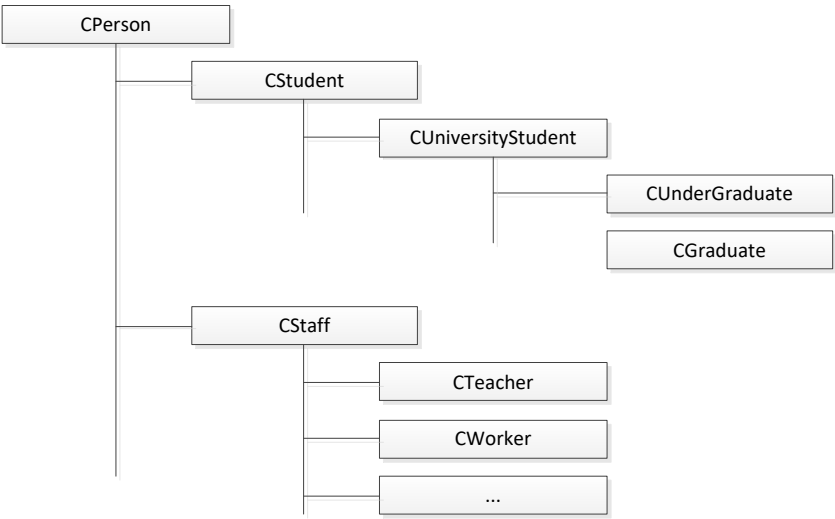 CPerson
CStudent
CUniversityStudent
CUnderGraduate
CGraduate
CStaff
CTeacher
CWorker
...